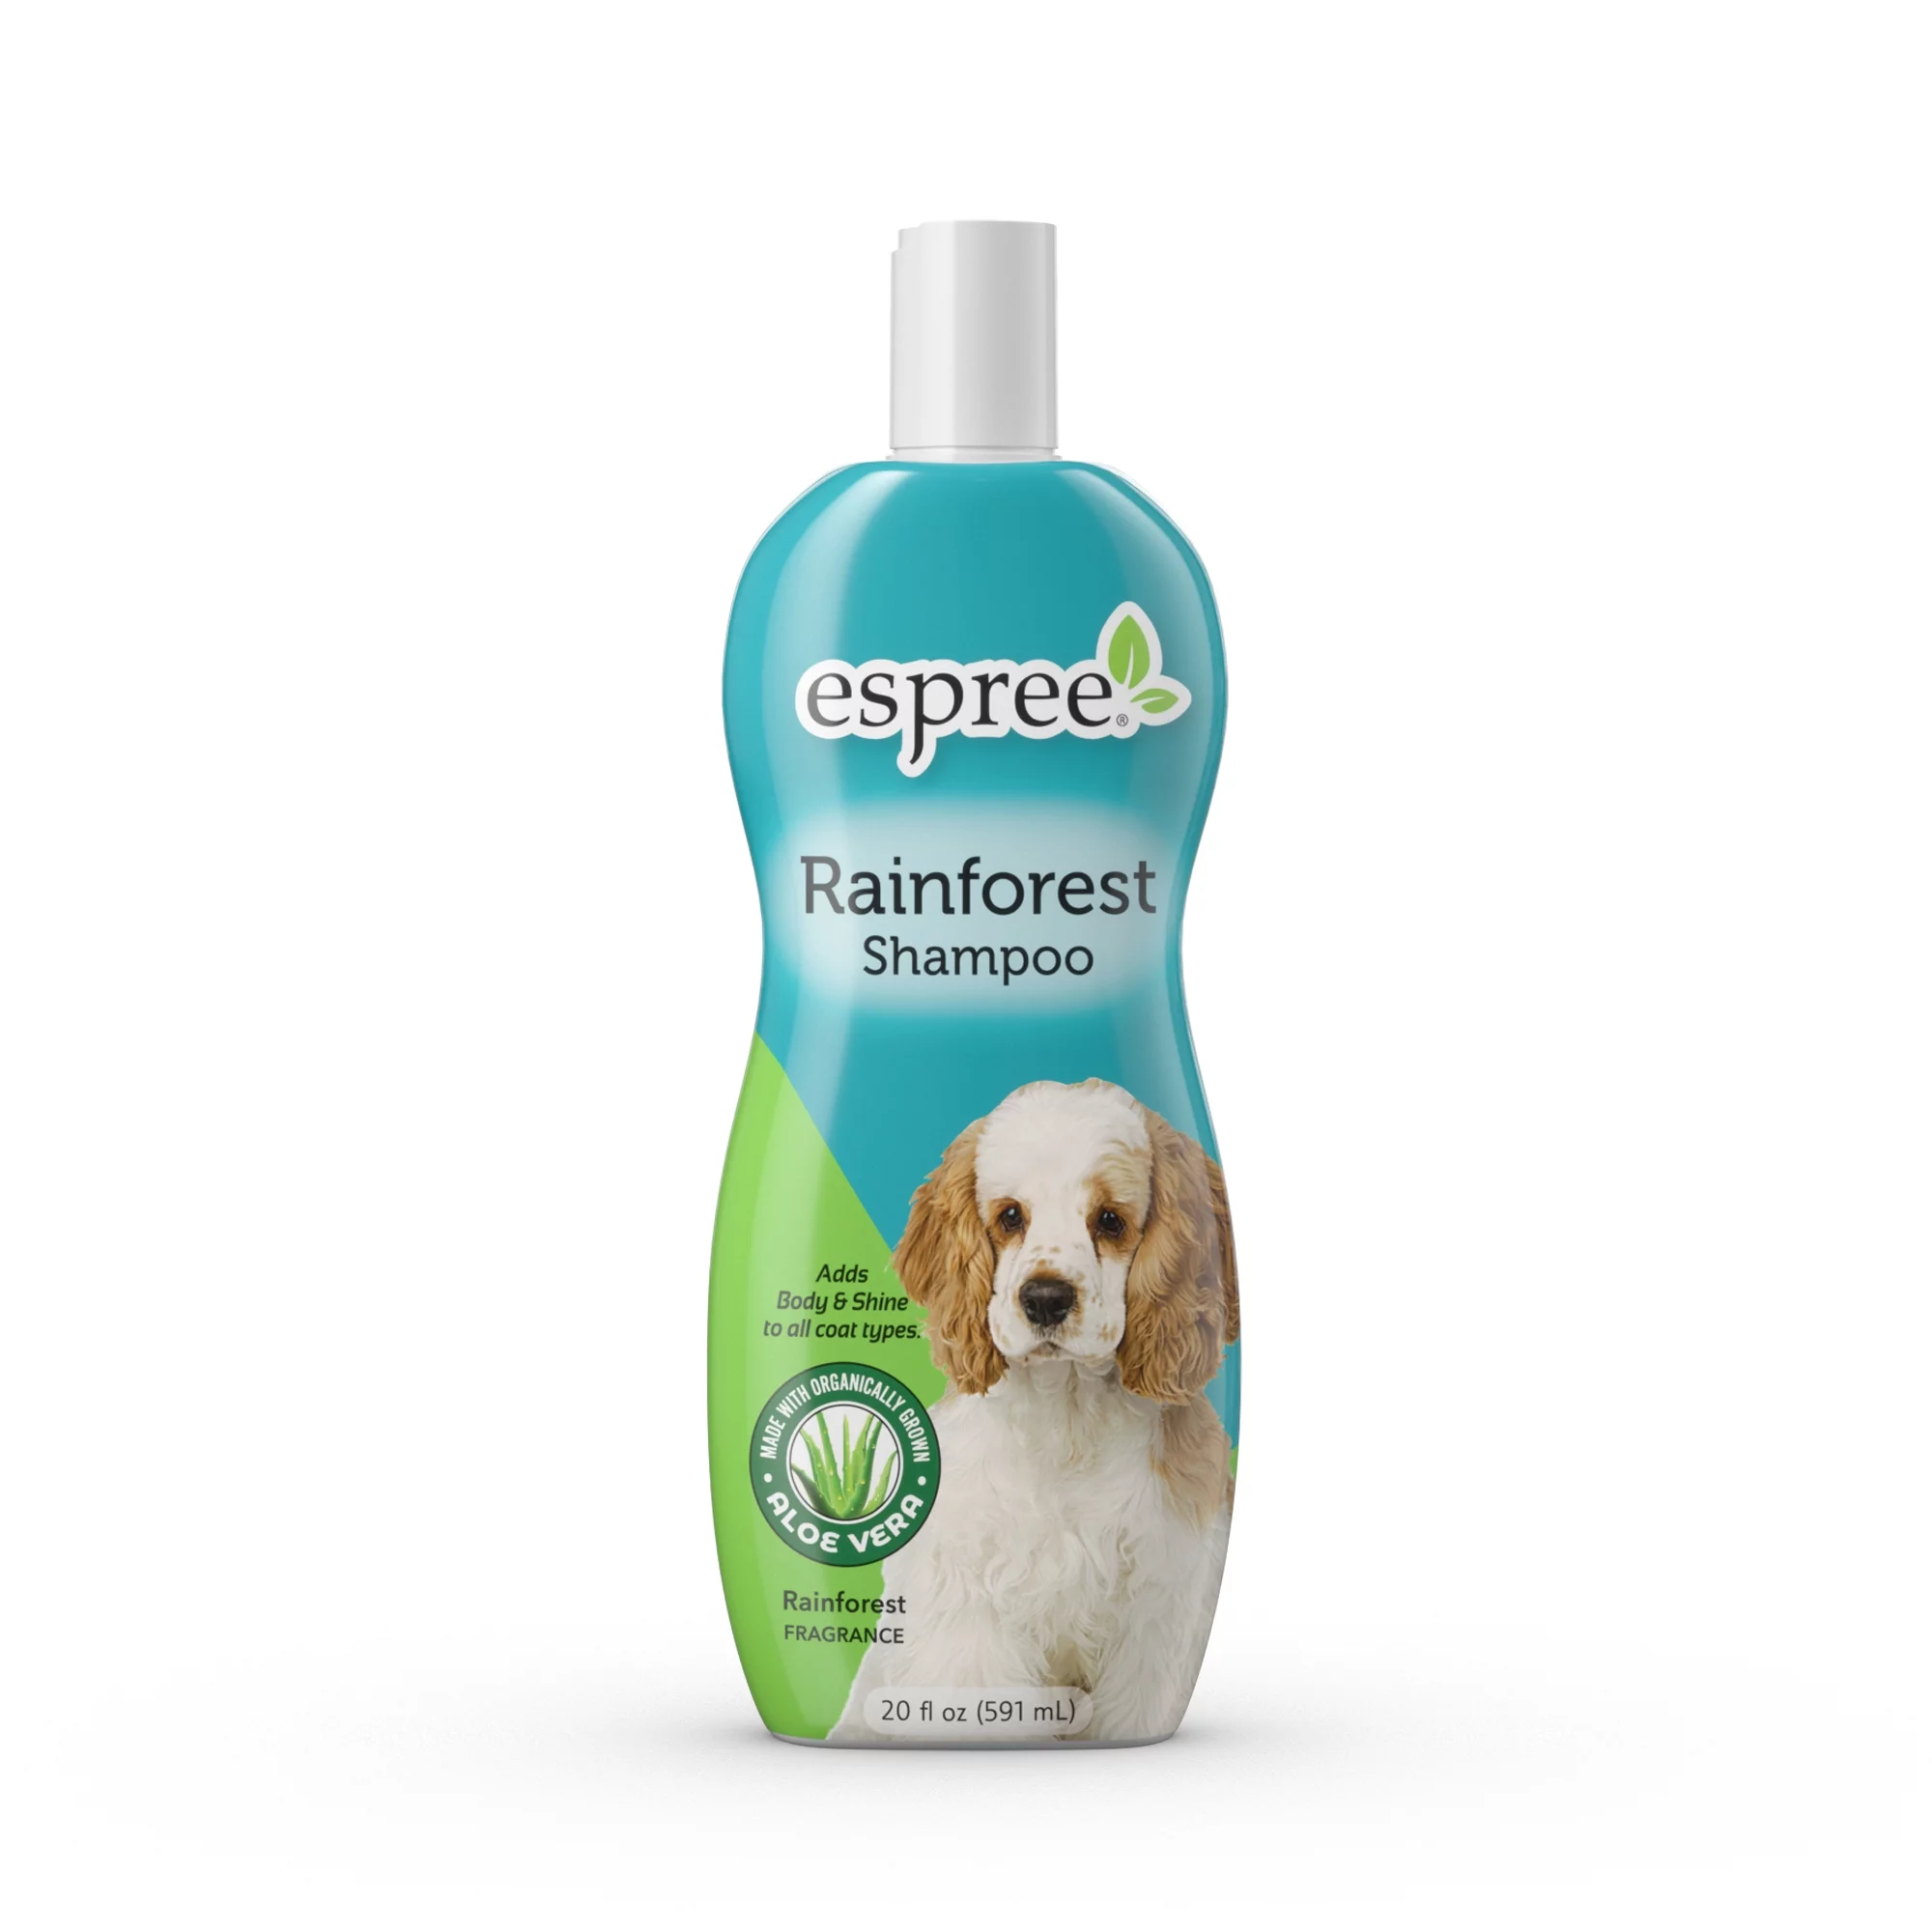 espree®
Rainforest
Shampoo
Adds
Body & Shine
to all coat types.
MADE WITH ORGANICALLY GROWN
• ALOE VERA •
Rainforest
FRAGRANCE
20 fl oz (591 mL)